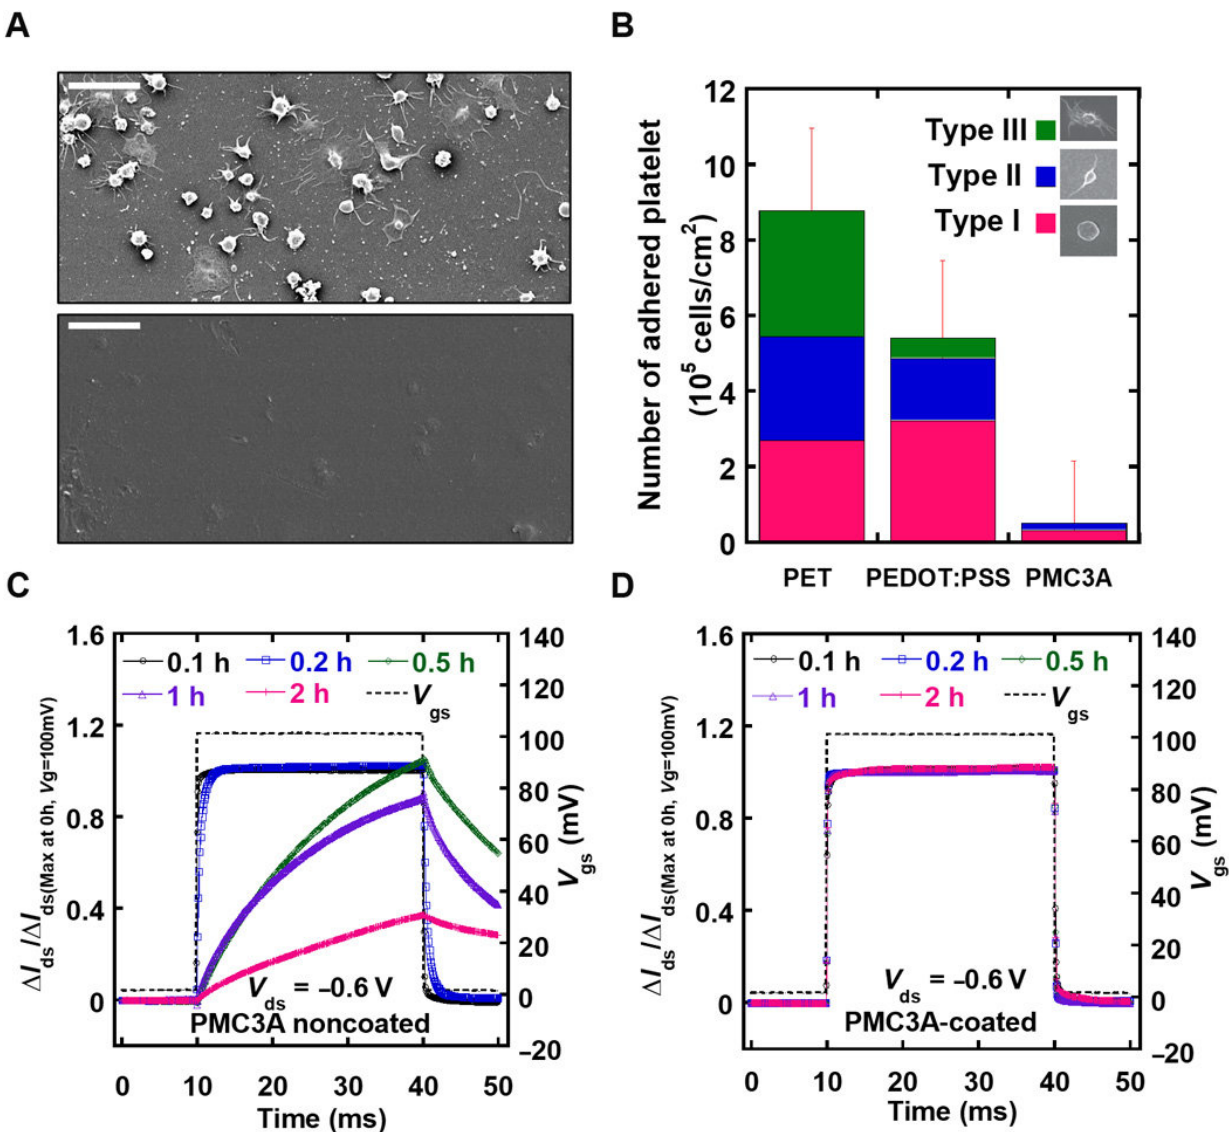 A
B
12
10
8
6
4
2
0
Number of adhered platelet
(10⁵ cells/cm²)
Type III
Type II
Type I
PET PEDOT:PSS PMC3A
C
1.6
1.2
0.8
0.4
0
ΔIds /ΔIds(Max at 0h, Vg=100mV)
0.1 h 0.2 h 0.5 h
1 h 2 h Vgs
140
120
100
80
60
40
20
0
–20
Vgs (mV)
Vds = –0.6 V
PMC3A noncoated
0 10 20 30 40 50
Time (ms)
D
1.6
1.2
0.8
0.4
0
ΔIds /ΔIds(Max at 0h, Vg=100mV)
0.1 h 0.2 h 0.5 h
1 h 2 h Vgs
140
120
100
80
60
40
20
0
–20
Vgs (mV)
Vds = –0.6 V
PMC3A-coated
0 10 20 30 40 50
Time (ms)